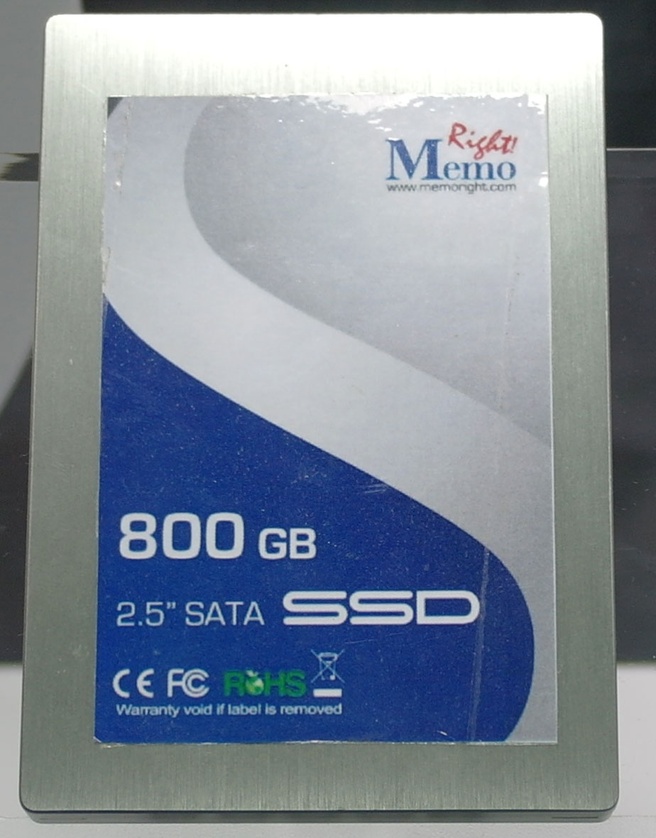 Right!
Memo
www.memoright.com
800 GB
2.5" SATA SSD
CE FC RoHS
Warranty void if label is removed